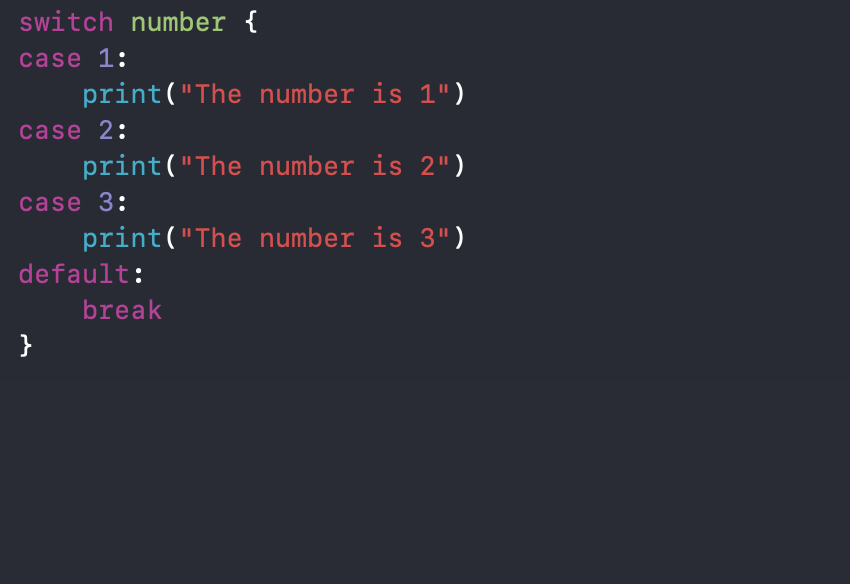 switch number {
case 1:
    print("The number is 1")
case 2:
    print("The number is 2")
case 3:
    print("The number is 3")
default:
    break
}